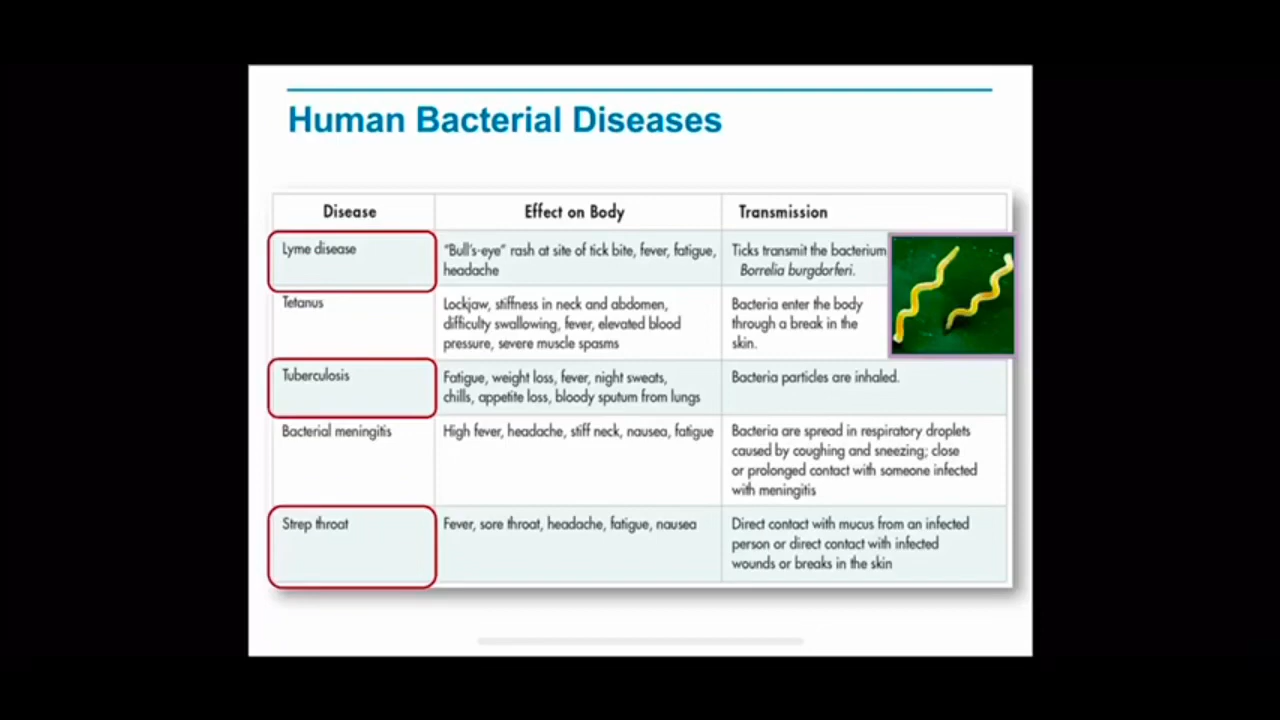 Human Bacterial Diseases
Disease
Effect on Body
Transmission
Lyme disease
"Bull's-eye" rash at site of tick bite, fever, fatigue,
headache
Ticks transmit the bacterium
Borrelia burgdorferi.
Tetanus
Lockjaw, stiffness in neck and abdomen,
difficulty swallowing, fever, elevated blood
pressure, severe muscle spasms
Bacteria enter the body
through a break in the
skin.
Tuberculosis
Fatigue, weight loss, fever, night sweats,
chills, appetite loss, bloody sputum from lungs
Bacteria particles are inhaled.
Bacterial meningitis
High fever, headache, stiff neck, nausea, fatigue
Bacteria are spread in respiratory droplets
caused by coughing and sneezing; close
or prolonged contact with someone infected
with meningitis
Strep throat
Fever, sore throat, headache, fatigue, nausea
Direct contact with mucus from an infected
person or direct contact with infected
wounds or breaks in the skin